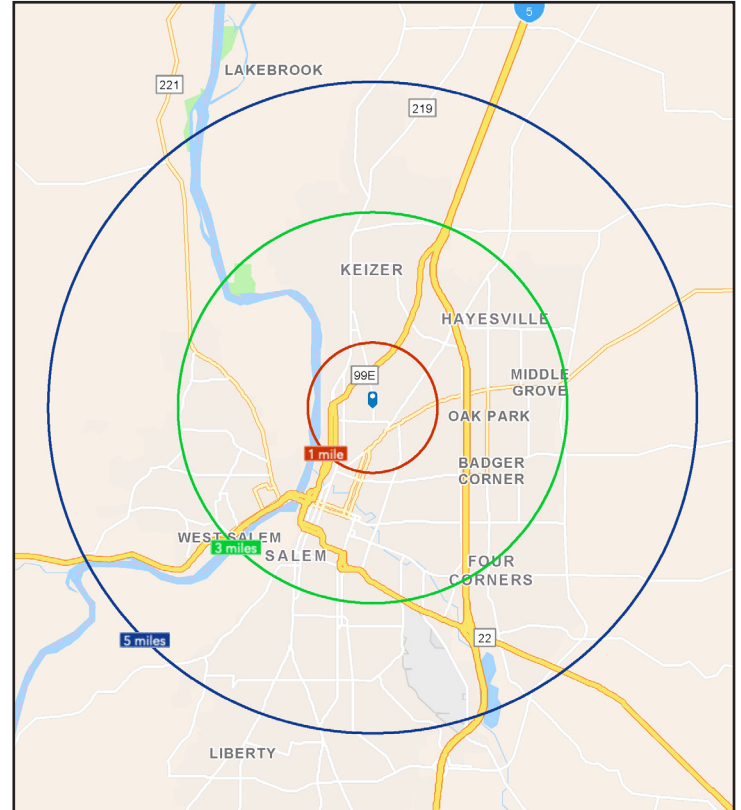 5
LAKEBROOK
221
219
KEIZER
HAYESVILLE
99E
MIDDLE
GROVE
OAK PARK
1 mile
BADGER
CORNER
WEST SALEM
3 miles
SALEM
FOUR
CORNERS
5 miles
22
LIBERTY